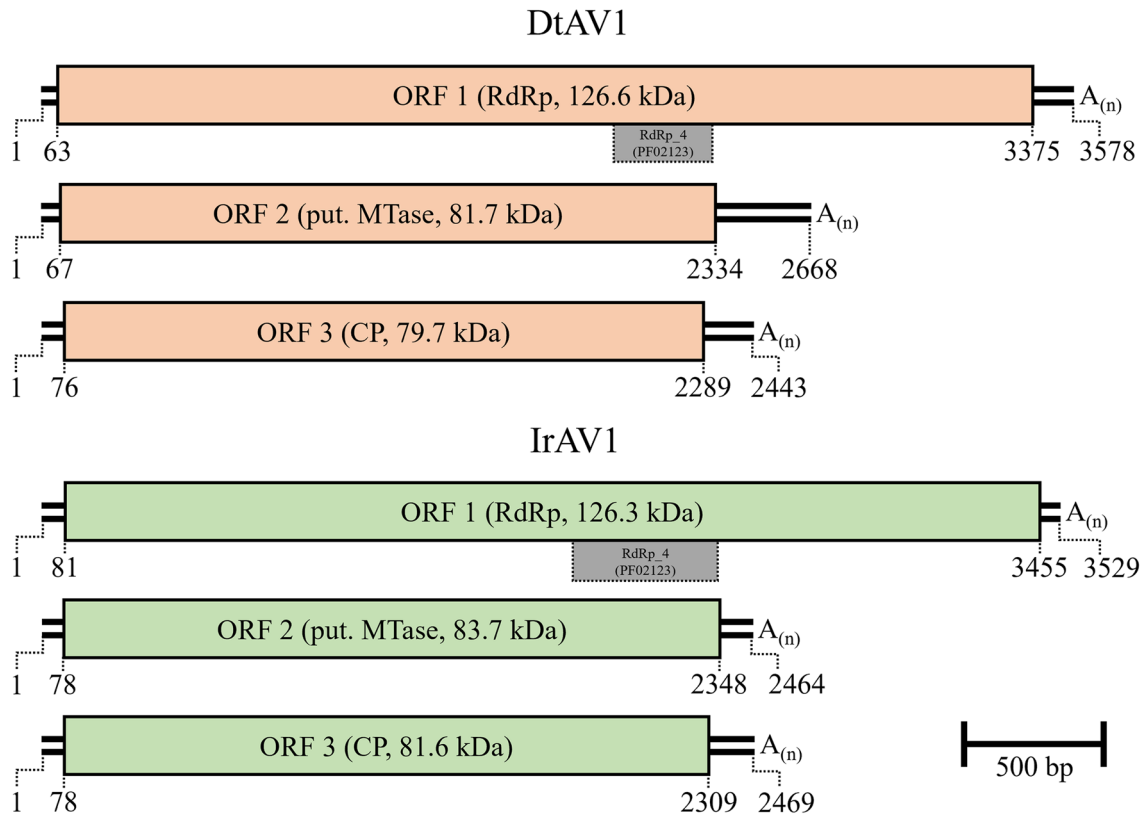 DtAV1
ORF 1 (RdRp, 126.6 kDa)
A(n)
RdRp_4
(PF02123)
1 63 3375 3578
ORF 2 (put. MTase, 81.7 kDa)
A(n)
1 67 2334 2668
ORF 3 (CP, 79.7 kDa)
A(n)
1 76 2289 2443
IrAV1
ORF 1 (RdRp, 126.3 kDa)
A(n)
RdRp_4
(PF02123)
1 81 3455 3529
ORF 2 (put. MTase, 83.7 kDa)
A(n)
1 78 2348 2464
ORF 3 (CP, 81.6 kDa)
A(n)
500 bp
1 78 2309 2469